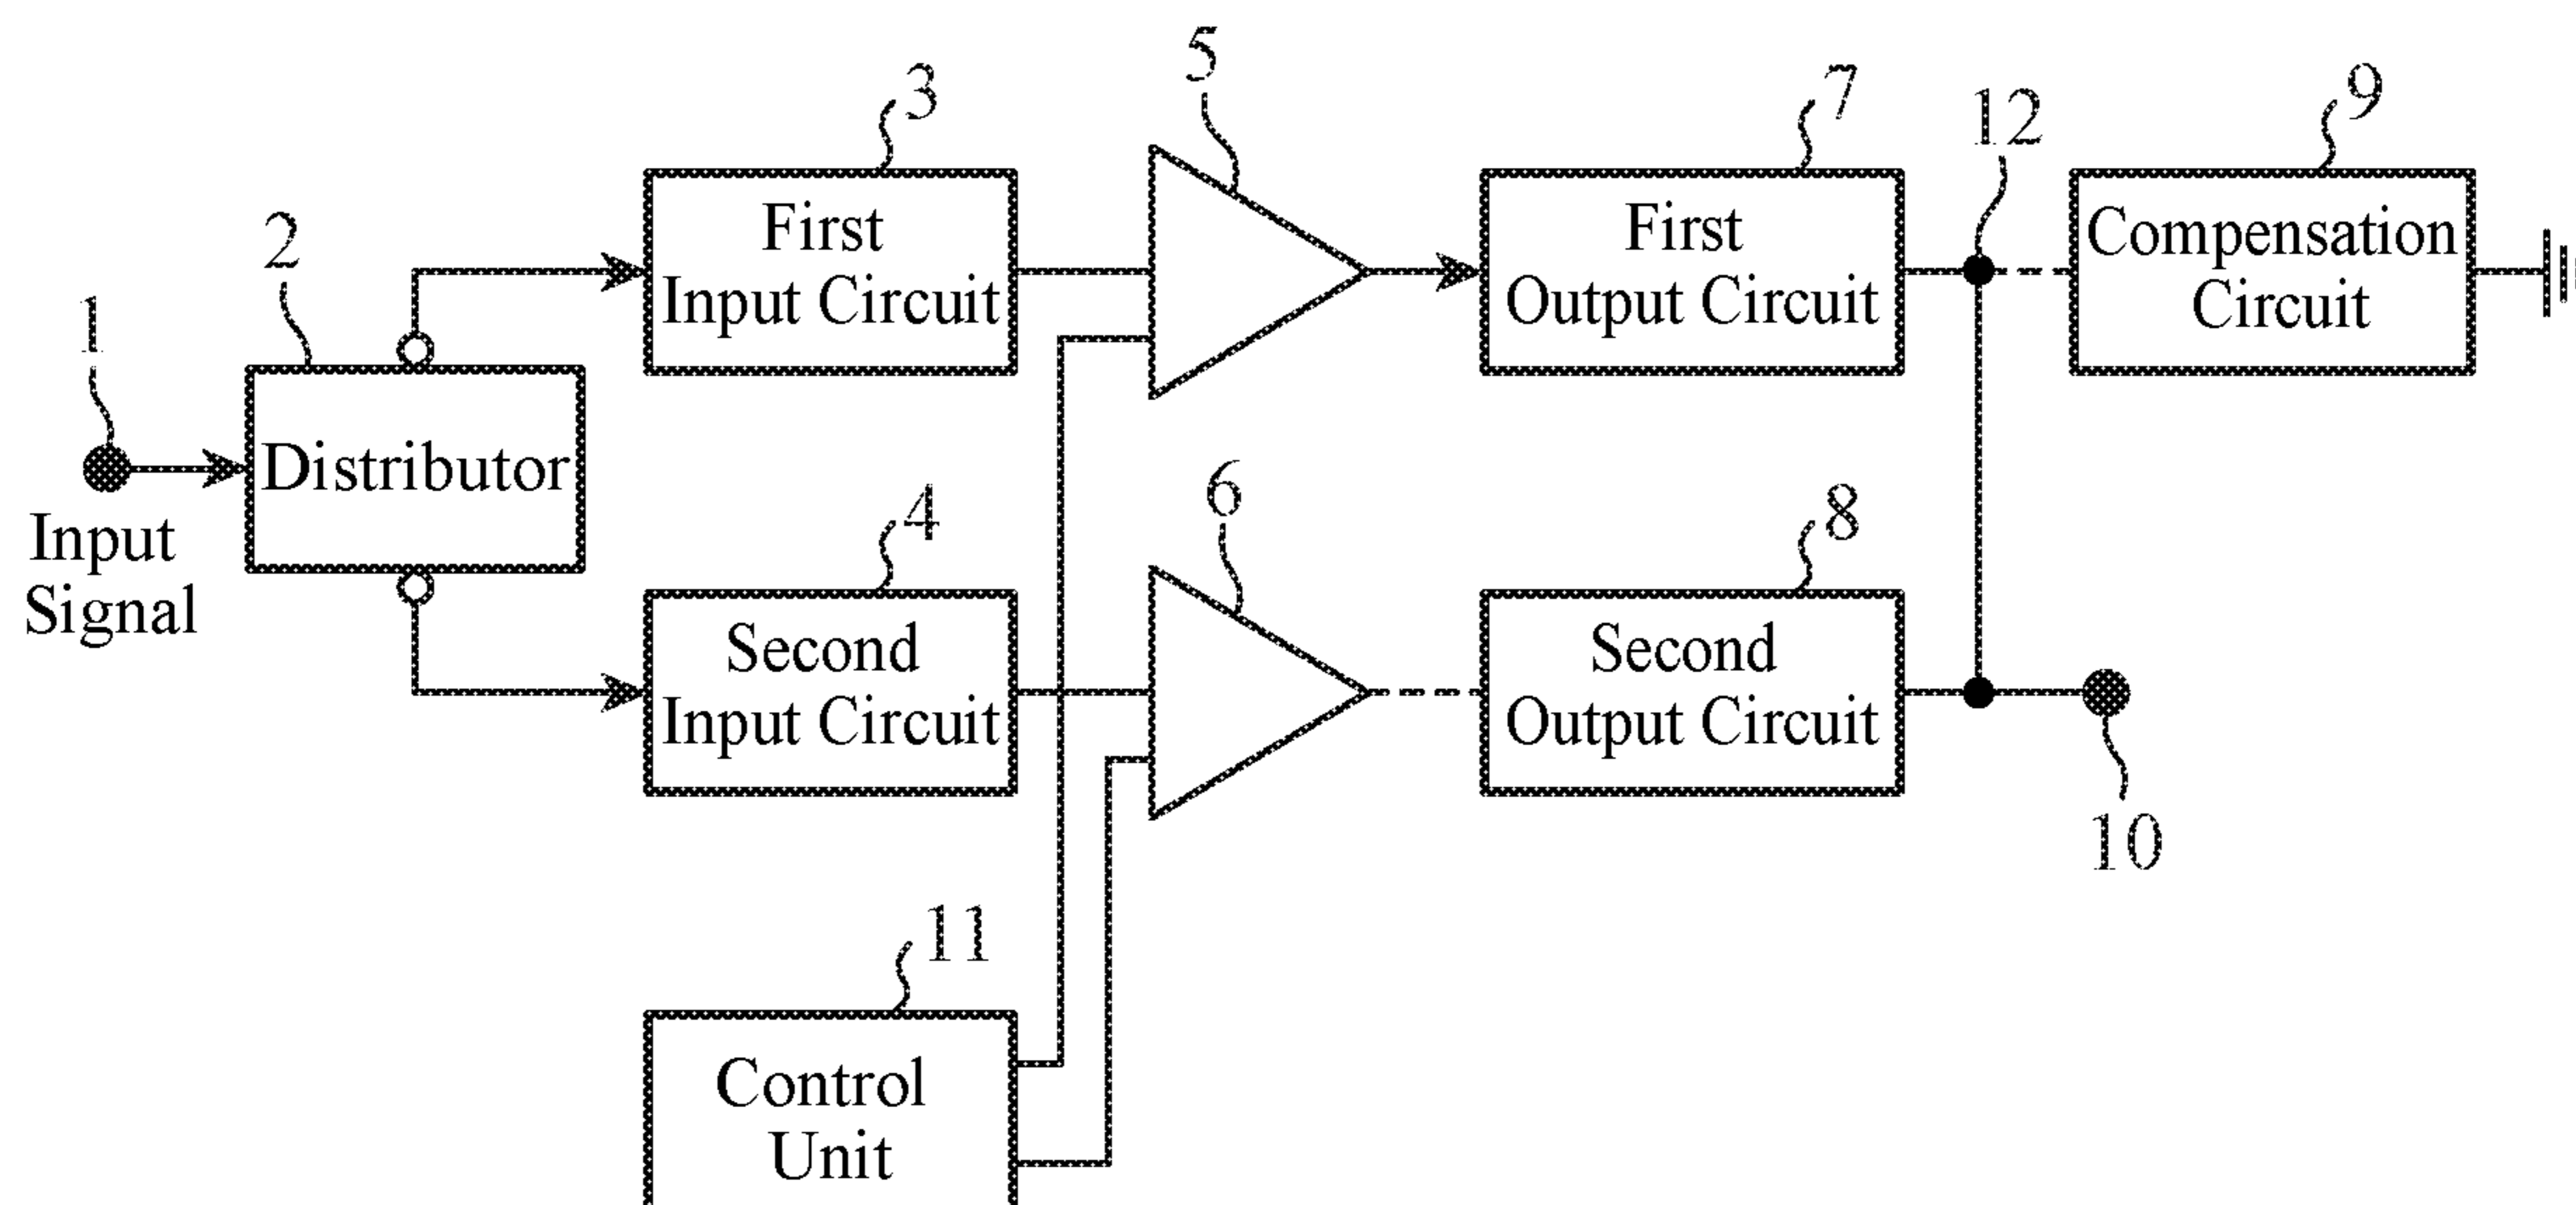 5
3
7
12
9
First
Input Circuit
First
Output Circuit
Compensation
Circuit
2
1
Distributor
Input
Signal
4
6
8
Second
Input Circuit
Second
Output Circuit
10
11
Control
Unit